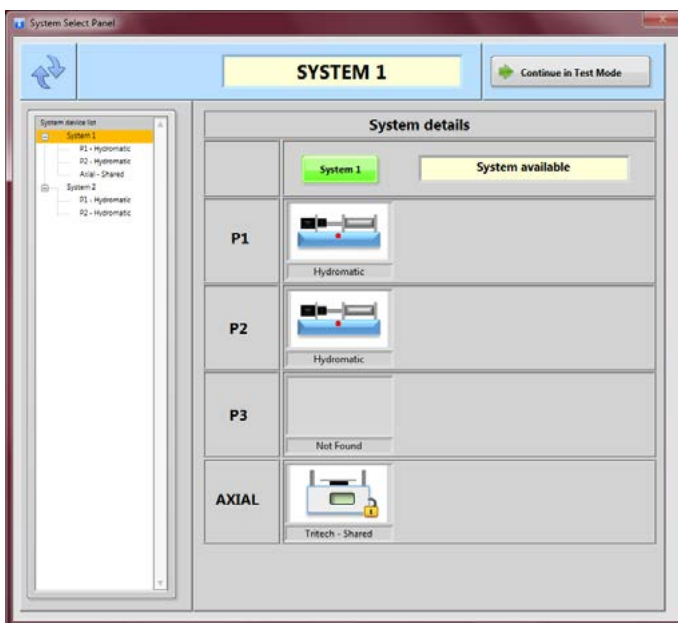 System Select Panel
SYSTEM 1
Continue in Test Mode
System device list
System 1
P1 - Hydromatic
P2 - Hydromatic
Axial - Shared
System 2
P1 - Hydromatic
P2 - Hydromatic
System details
System 1
System available
P1
Hydromatic
P2
Hydromatic
P3
Not Found
AXIAL
Tritech - Shared